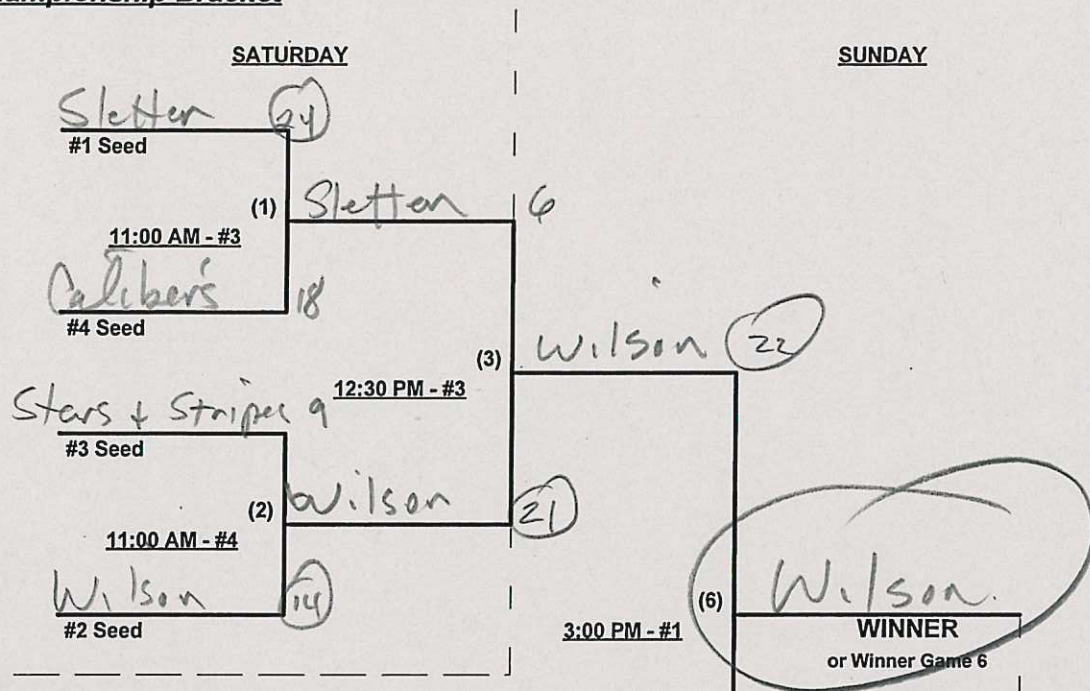 Championship Bracket
SATURDAY
SUNDAY
Sletten 24
#1 Seed
(1) Sletten 6
11:00 AM - #3
Caliber's 18
#4 Seed
(3) Wilson 22
12:30 PM - #3
Stars + Stripes 9
#3 Seed
(2) Wilson 21
11:00 AM - #4
Wilson 14
#2 Seed
(6) Wilson.
3:00 PM - #1
WINNER
or Winner Game 6